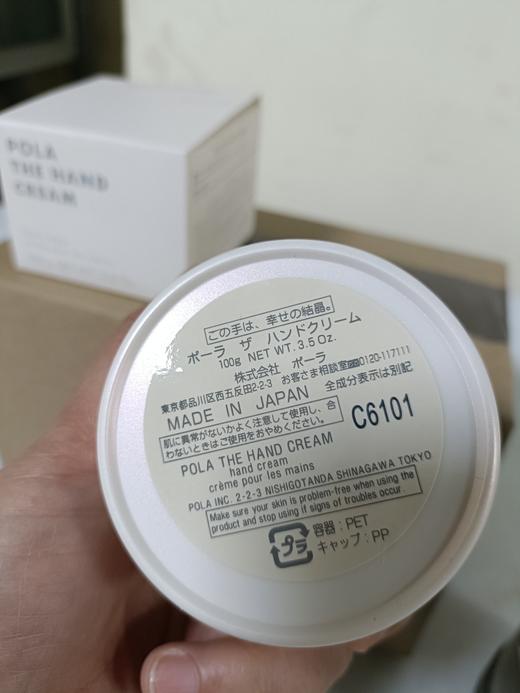 POLA
THE HAND
CREAM
この手は、幸せの結晶。
ポーラ ザ ハンドクリーム
100g NET WT. 3.5 Oz.
株式会社 ポーラ
東京都品川区西五反田2-2-3 お客さま相談室 0120-117111
MADE IN JAPAN 全成分表示は別記
肌に異常がないかよく注意して使用し、合
わないときはご使用をおやめください。
C6101
POLA THE HAND CREAM
hand cream
crème pour les mains
POLA INC. 2-2-3 NISHIGOTANDA SHINAGAWA TOKYO
Make sure your skin is problem-free when using the
product and stop using if signs of troubles occur.
プラ
容器：PET
キャップ：PP